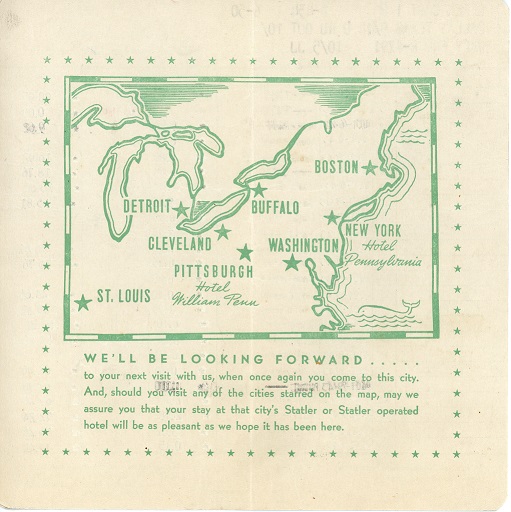 BOSTON
DETROIT
BUFFALO
CLEVELAND
NEW YORK
Hotel
Pennsylvania
WASHINGTON
PITTSBURGH
Hotel
William Penn
ST. LOUIS
WE'LL BE LOOKING FORWARD.....
to your next visit with us, when once again you come to this city.
And, should you visit any of the cities starred on the map, may we
assure you that your stay at that city's Statler or Statler operated
hotel will be as pleasant as we hope it has been here.